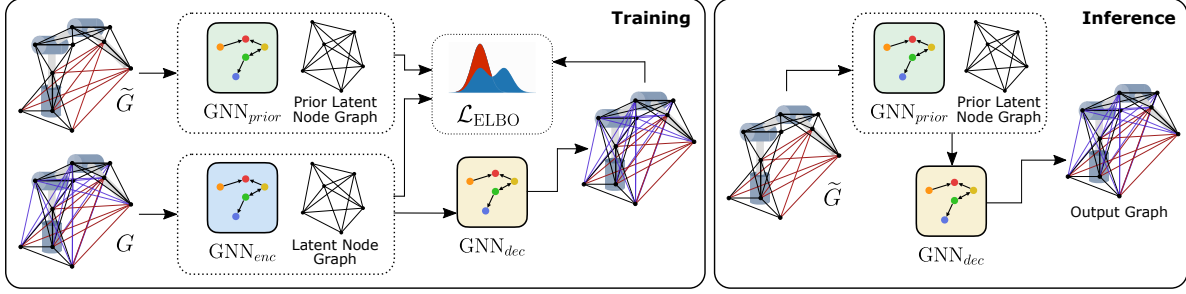 Training
G̃
GNN_prior
Prior Latent
Node Graph
ℒ_ELBO
G
GNN_enc
Latent Node
Graph
GNN_dec
Inference
G̃
GNN_prior
Prior Latent
Node Graph
GNN_dec
Output Graph